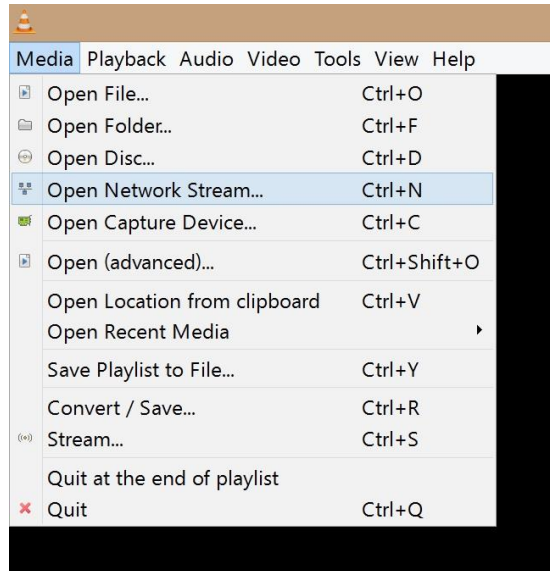 Media Playback Audio Video Tools View Help
Open File... Ctrl+O
Open Folder... Ctrl+F
Open Disc... Ctrl+D
Open Network Stream... Ctrl+N
Open Capture Device... Ctrl+C
Open (advanced)... Ctrl+Shift+O
Open Location from clipboard Ctrl+V
Open Recent Media
Save Playlist to File... Ctrl+Y
Convert / Save... Ctrl+R
Stream... Ctrl+S
Quit at the end of playlist
Quit Ctrl+Q